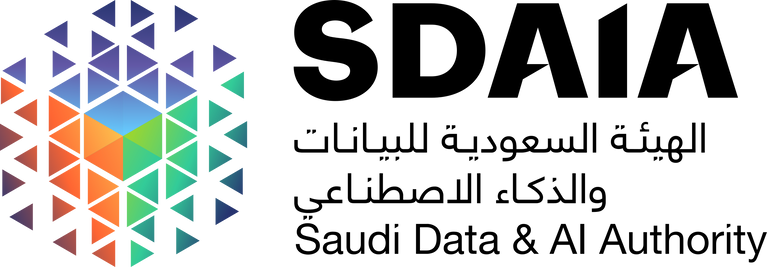 SDAIA
الهيئة السعودية للبيانات
والذكاء الاصطناعي
Saudi Data & AI Authority